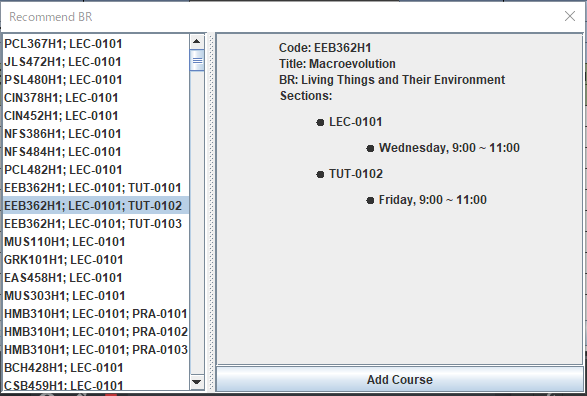 Recommend BR
PCL367H1; LEC-0101
JLS472H1; LEC-0101
PSL480H1; LEC-0101
CIN378H1; LEC-0101
CIN452H1; LEC-0101
NFS386H1; LEC-0101
NFS484H1; LEC-0101
PCL482H1; LEC-0101
EEB362H1; LEC-0101; TUT-0101
EEB362H1; LEC-0101; TUT-0102
EEB362H1; LEC-0101; TUT-0103
MUS110H1; LEC-0101
GRK101H1; LEC-0101
EAS458H1; LEC-0101
MUS303H1; LEC-0101
HMB310H1; LEC-0101; PRA-0101
HMB310H1; LEC-0101; PRA-0102
HMB310H1; LEC-0101; PRA-0103
BCH428H1; LEC-0101
CSB459H1; LEC-0101
Code: EEB362H1
Title: Macroevolution
BR: Living Things and Their Environment
Sections:
LEC-0101
Wednesday, 9:00 ~ 11:00
TUT-0102
Friday, 9:00 ~ 11:00
Add Course